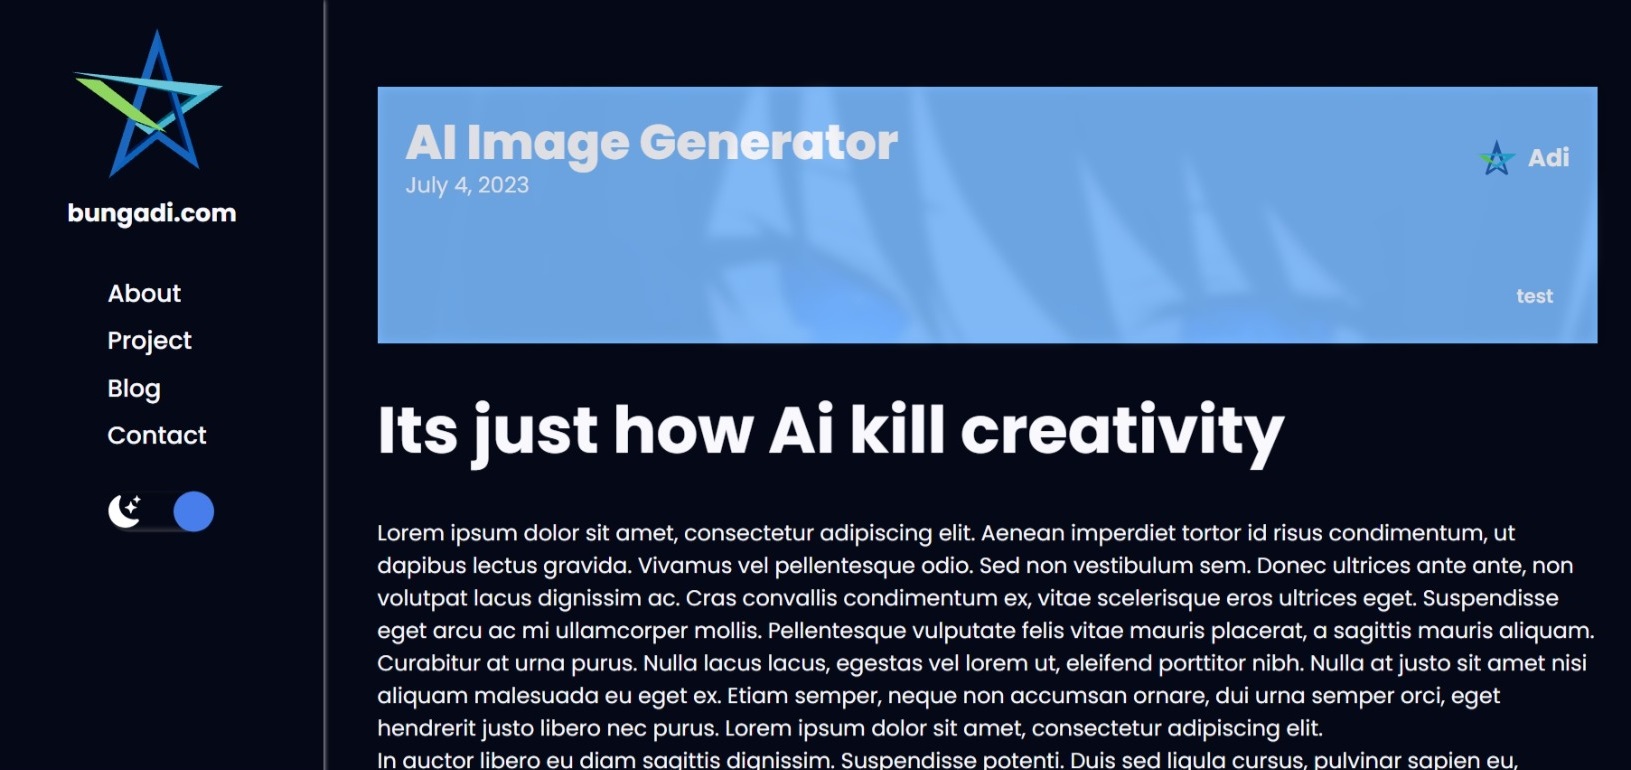 bungadi.com
About
Project
Blog
Contact
AI Image Generator
July 4, 2023
Adi
test
Its just how Ai kill creativity
Lorem ipsum dolor sit amet, consectetur adipiscing elit. Aenean imperdiet tortor id risus condimentum, ut
dapibus lectus gravida. Vivamus vel pellentesque odio. Sed non vestibulum sem. Donec ultrices ante ante, non
volutpat lacus dignissim ac. Cras convallis condimentum ex, vitae scelerisque eros ultrices eget. Suspendisse
eget arcu ac mi ullamcorper mollis. Pellentesque vulputate felis vitae mauris placerat, a sagittis mauris aliquam.
Curabitur at urna purus. Nulla lacus lacus, egestas vel lorem ut, eleifend porttitor nibh. Nulla at justo sit amet nisi
aliquam malesuada eu eget ex. Etiam semper, neque non accumsan ornare, dui urna semper orci, eget
hendrerit justo libero nec purus. Lorem ipsum dolor sit amet, consectetur adipiscing elit.
In auctor libero eu diam sagittis dignissim. Suspendisse potenti. Duis sed ligula cursus, pulvinar sapien eu,